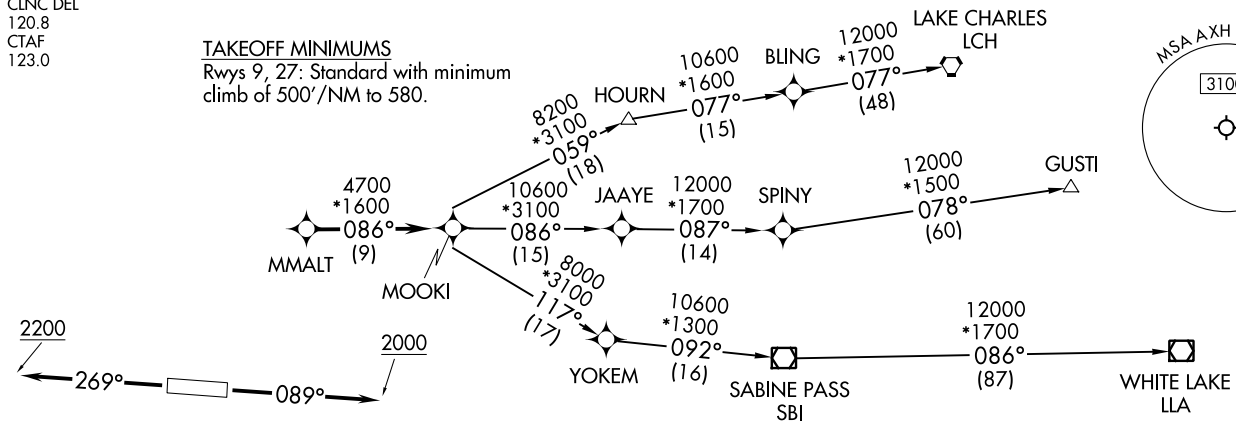 CLNC DEL
120.8
CTAF
123.0
TAKEOFF MINIMUMS
Rwys 9, 27: Standard with minimum
climb of 500'/NM to 580.
LAKE CHARLES
LCH
12000
*1700
077°
(48)
BLING
10600
*1600
077°
(15)
HOURN
8200
*3100
059°
(18)
MSA AXH
3100
GUSTI
12000
*1500
078°
(60)
SPINY
12000
*1700
087°
(14)
JAAYE
10600
*3100
086°
(15)
4700
*1600
086°
(9)
MMALT
MOOKI
8000
*3100
117°
(17)
YOKEM
10600
*1300
092°
(16)
SABINE PASS
SBI
12000
*1700
086°
(87)
WHITE LAKE
LLA
2200
269°
089°
2000